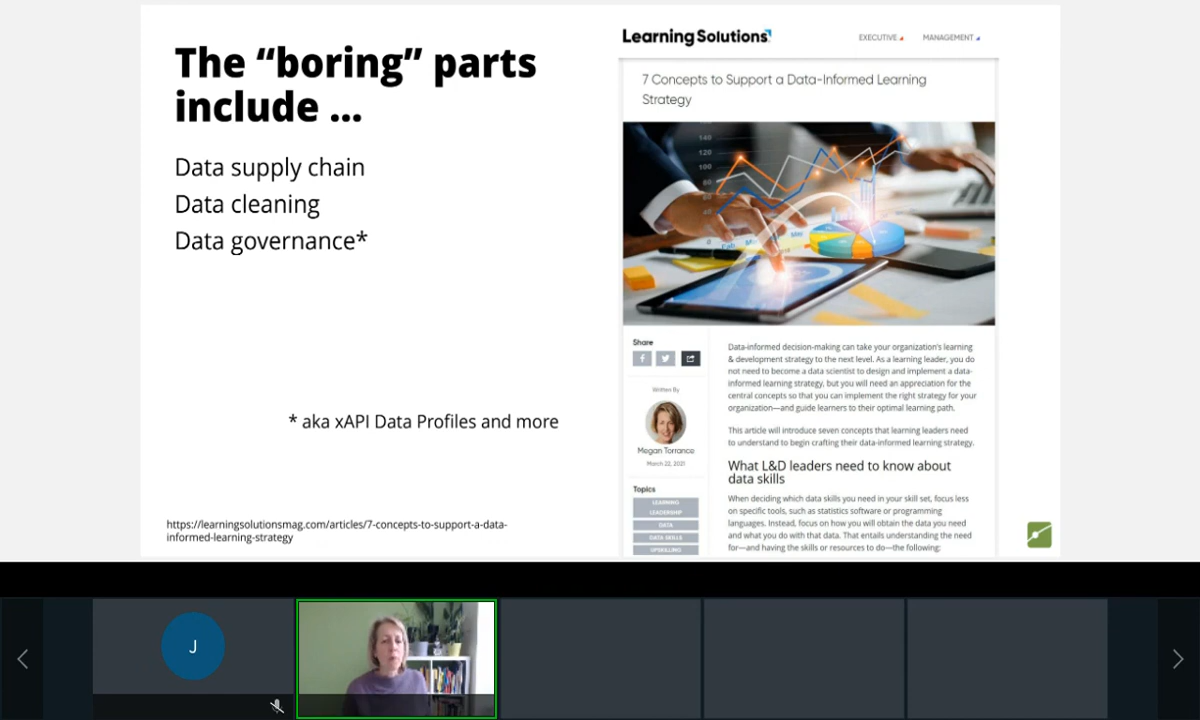 The “boring” parts
include ...
Data supply chain
Data cleaning
Data governance*
* aka xAPI Data Profiles and more
https://learningsolutionsmag.com/articles/7-concepts-to-support-a-data-
informed-learning-strategy
Learning Solutions
EXECUTIVE
MANAGEMENT
7 Concepts to Support a Data-Informed Learning
Strategy
140
120
100
80
60
40
0
Feb
Share
Written By
Megan Torrance
March 22, 2021
Topics
LEARNING
LEADERSHIP
DATA
DATA SKILLS
UPSKILLING
Data-informed decision-making can take your organization's learning
& development strategy to the next level. As a learning leader, you do
not need to become a data scientist to design and implement a data-
informed learning strategy, but you will need an appreciation for the
central concepts so that you can implement the right strategy for your
organization—and guide learners to their optimal learning path.
This article will introduce seven concepts that learning leaders need
to understand to begin crafting their data-informed learning strategy.
What L&D leaders need to know about
data skills
When deciding which data skills you need in your skill set, focus less
on specific tools, such as statistics software or programming
languages. Instead, focus on how you will obtain the data you need
and what you do with that data. That entails understanding the need
for—and having the skills or resources to do—the following:
J